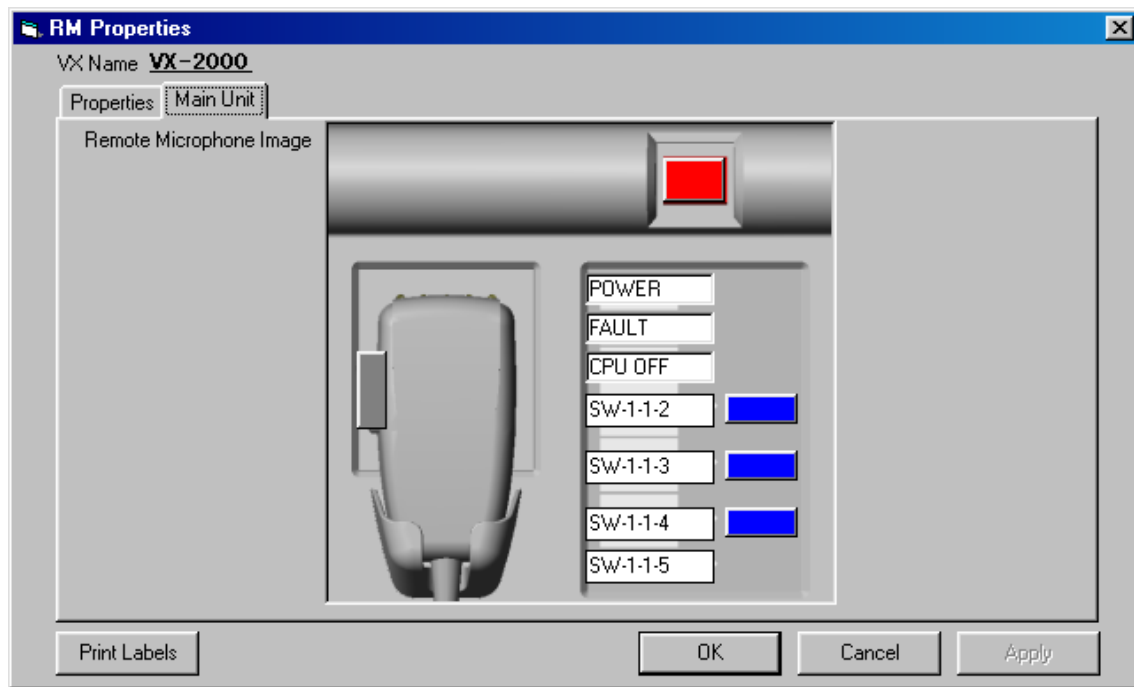 RM Properties
VX Name VX-2000
Properties Main Unit
Remote Microphone Image
POWER
FAULT
CPU OFF
SW-1-1-2
SW-1-1-3
SW-1-1-4
SW-1-1-5
Print Labels OK Cancel Apply